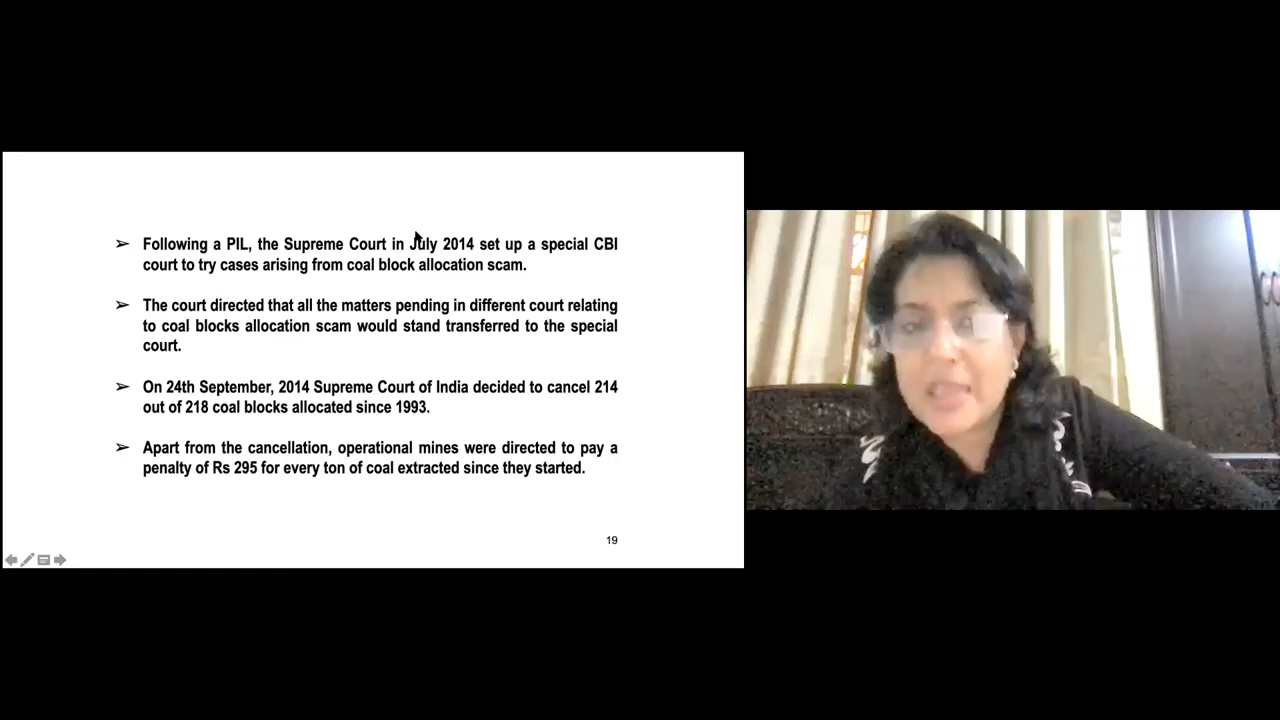 ➢ Following a PIL, the Supreme Court in July 2014 set up a special CBI
court to try cases arising from coal block allocation scam.
➢ The court directed that all the matters pending in different court relating
to coal blocks allocation scam would stand transferred to the special
court.
➢ On 24th September, 2014 Supreme Court of India decided to cancel 214
out of 218 coal blocks allocated since 1993.
➢ Apart from the cancellation, operational mines were directed to pay a
penalty of Rs 295 for every ton of coal extracted since they started.
19